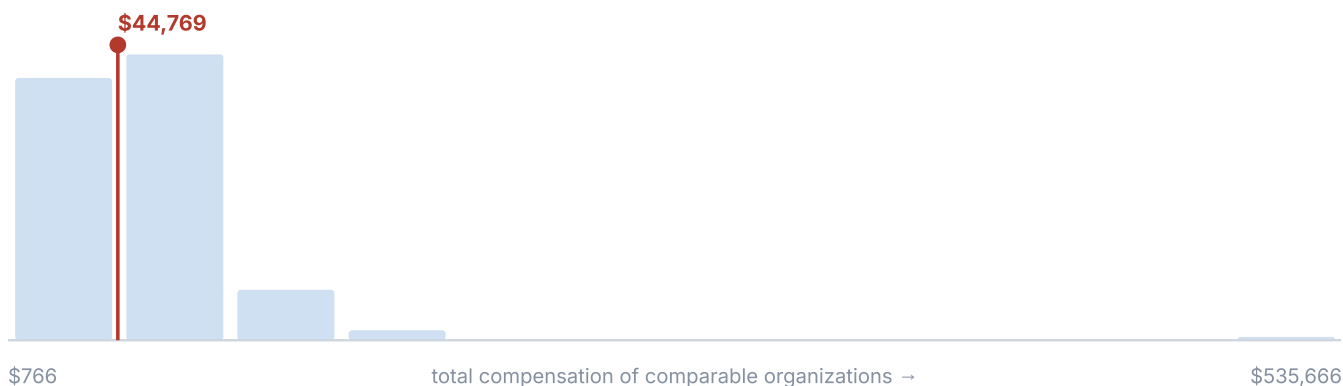 $44,769
$766 total compensation of comparable organizations → $535,666